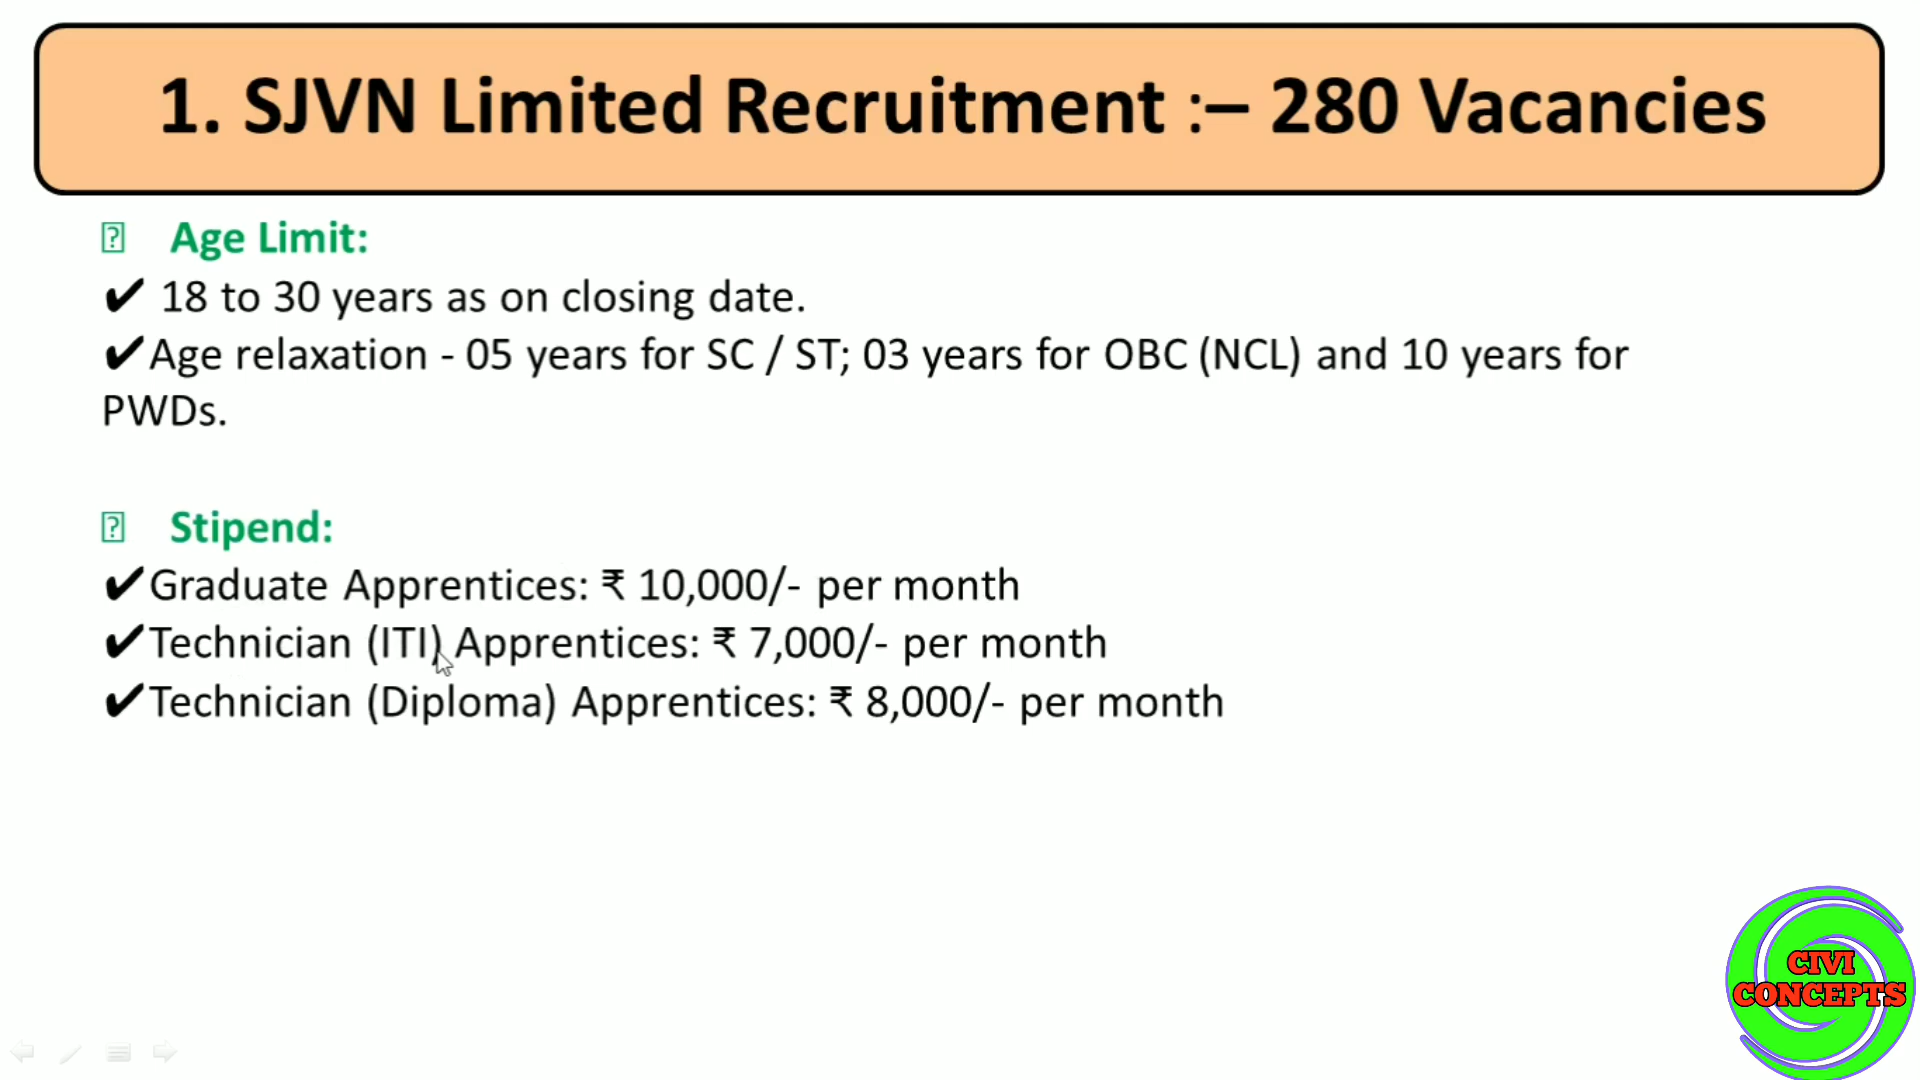 1. SJVN Limited Recruitment :– 280 Vacancies
Age Limit:
✔ 18 to 30 years as on closing date.
✔Age relaxation - 05 years for SC / ST; 03 years for OBC (NCL) and 10 years for
PWDs.
Stipend:
✔Graduate Apprentices: ₹ 10,000/- per month
✔Technician (ITI) Apprentices: ₹ 7,000/- per month
✔Technician (Diploma) Apprentices: ₹ 8,000/- per month
CIVI
CONCEPTS